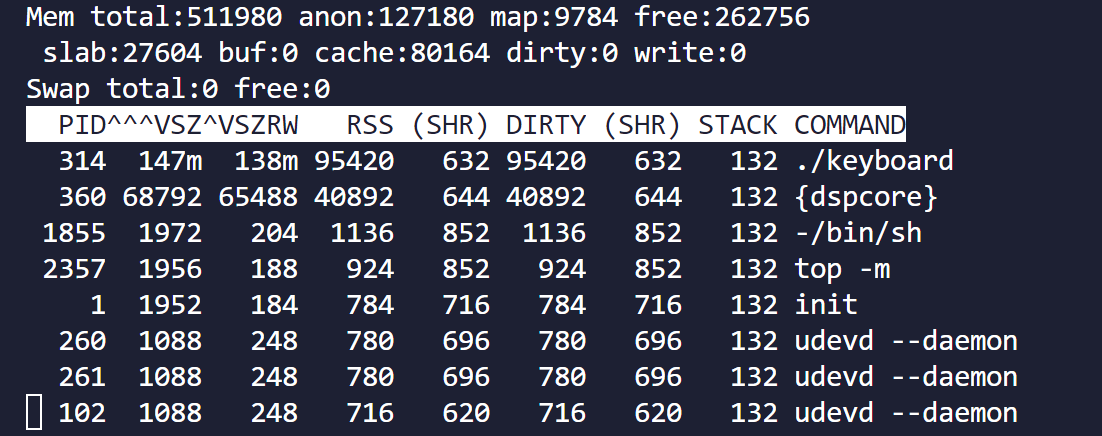 Mem total:511980 anon:127180 map:9784 free:262756
 slab:27604 buf:0 cache:80164 dirty:0 write:0
Swap total:0 free:0
  PID^^^VSZ^VSZRW   RSS (SHR) DIRTY (SHR) STACK COMMAND
  314  147m  138m 95420   632 95420   632   132 ./keyboard
  360 68792 65488 40892   644 40892   644   132 {dspcore}
 1855  1972   204  1136   852  1136   852   132 -/bin/sh
 2357  1956   188   924   852   924   852   132 top -m
    1  1952   184   784   716   784   716   132 init
  260  1088   248   780   696   780   696   132 udevd --daemon
  261  1088   248   780   696   780   696   132 udevd --daemon
  102  1088   248   716   620   716   620   132 udevd --daemon